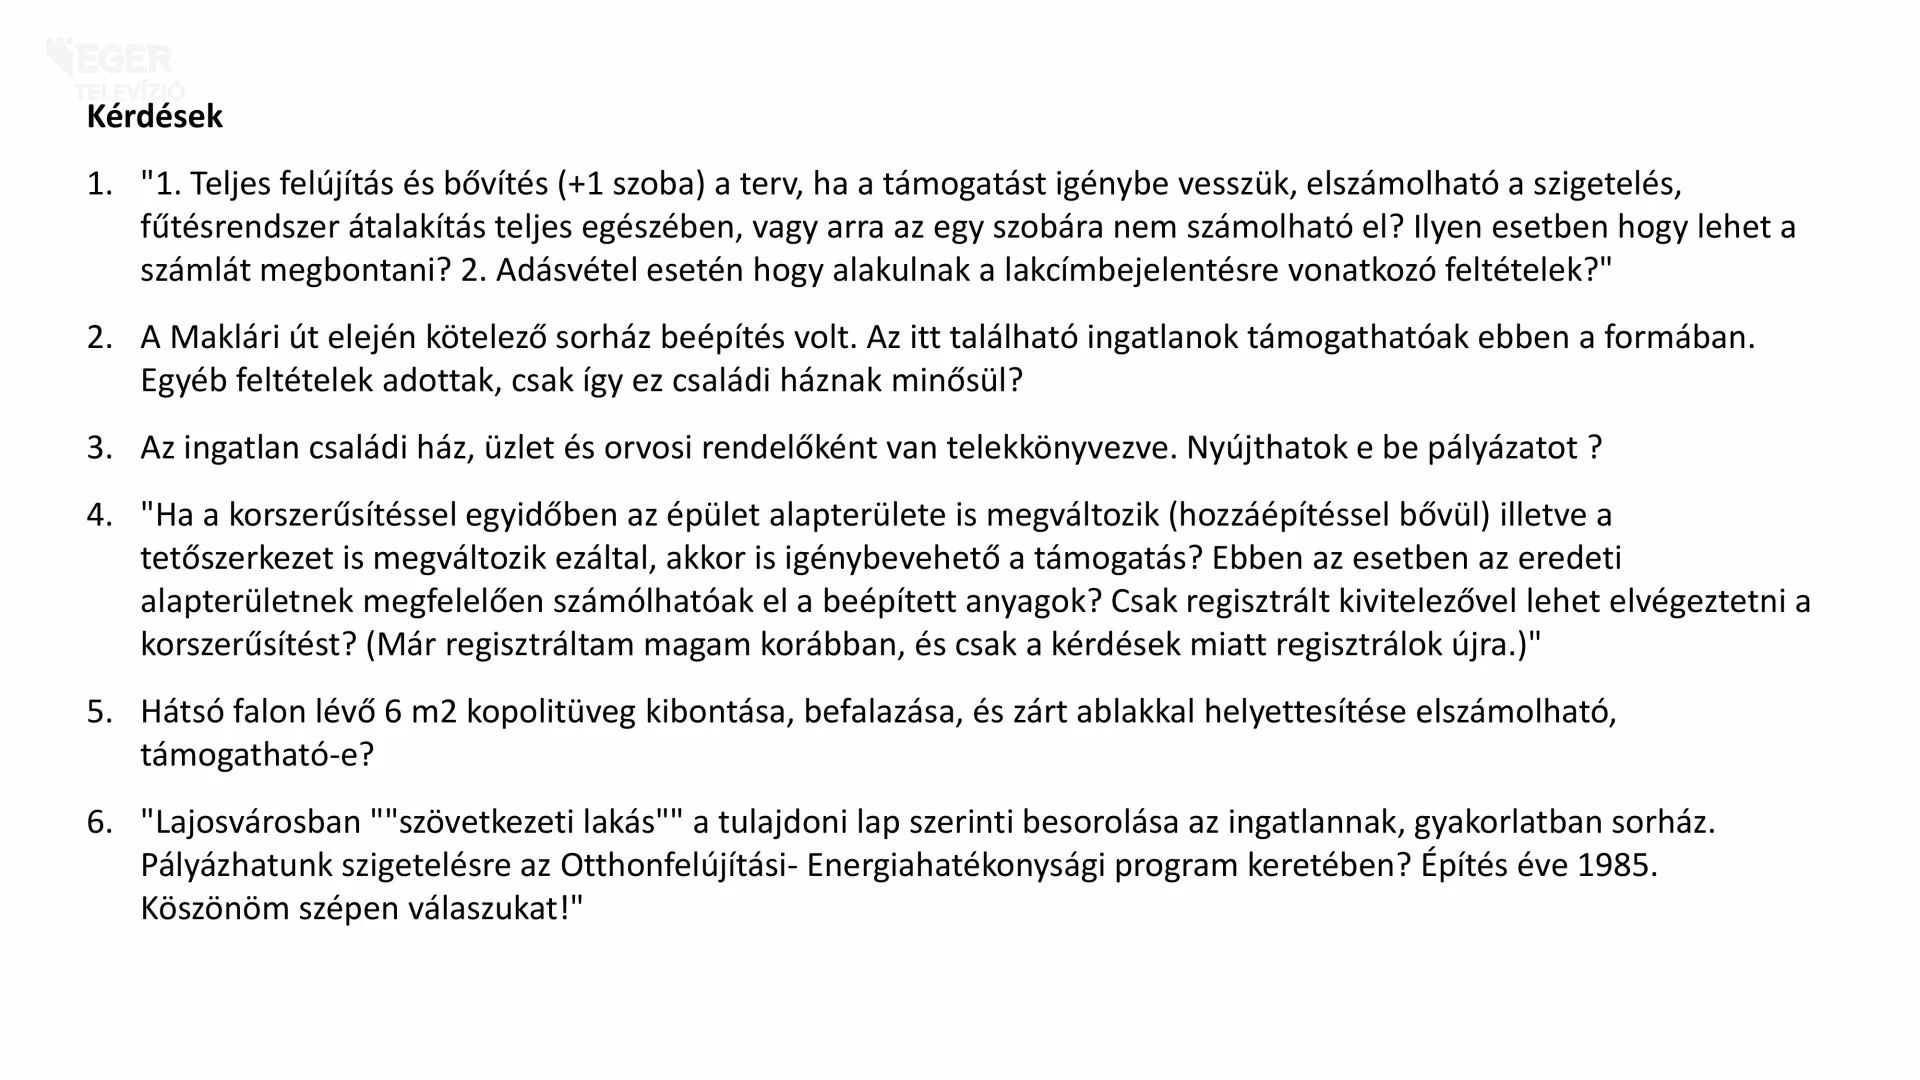 EGER
TELEVÍZIÓ
Kérdések
1. "1. Teljes felújítás és bővítés (+1 szoba) a terv, ha a támogatást igénybe vesszük, elszámolható a szigetelés,
fűtésrendszer átalakítás teljes egészében, vagy arra az egy szobára nem számolható el? Ilyen esetben hogy lehet a
számlát megbontani? 2. Adásvétel esetén hogy alakulnak a lakcímbejelentésre vonatkozó feltételek?"
2. A Maklári út elején kötelező sorház beépítés volt. Az itt található ingatlanok támogathatóak ebben a formában.
Egyéb feltételek adottak, csak így ez családi háznak minősül?
3. Az ingatlan családi ház, üzlet és orvosi rendelőként van telekkönyvezve. Nyújthatok e be pályázatot ?
4. "Ha a korszerűsítéssel egyidőben az épület alapterülete is megváltozik (hozzáépítéssel bővül) illetve a
tetőszerkezet is megváltozik ezáltal, akkor is igénybevehető a támogatás? Ebben az esetben az eredeti
alapterületnek megfelelően számólhatóak el a beépített anyagok? Csak regisztrált kivitelezővel lehet elvégeztetni a
korszerűsítést? (Már regisztráltam magam korábban, és csak a kérdések miatt regisztrálok újra.)"
5. Hátsó falon lévő 6 m2 kopolitüveg kibontása, befalazása, és zárt ablakkal helyettesítése elszámolható,
támogatható-e?
6. "Lajosvárosban ""szövetkezeti lakás"" a tulajdoni lap szerinti besorolása az ingatlannak, gyakorlatban sorház.
Pályázhatunk szigetelésre az Otthonfelújítási- Energiahatékonysági program keretében? Építés éve 1985.
Köszönöm szépen válaszukat!"